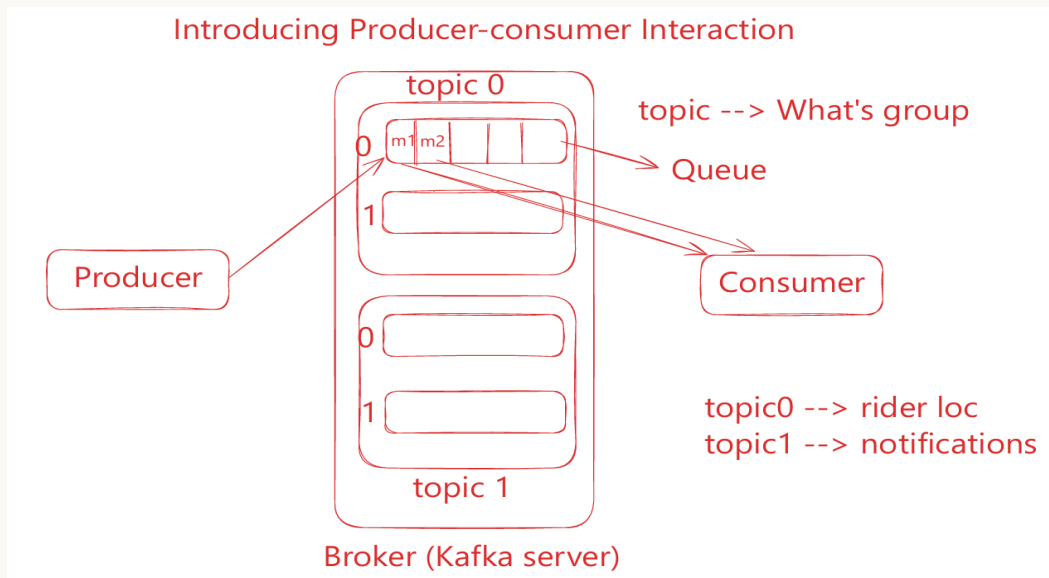 Introducing Producer-consumer Interaction
topic 0
topic --> What's group
0
m1
m2
Queue
1
Producer
Consumer
0
1
topic0 --> rider loc
topic1 --> notifications
topic 1
Broker (Kafka server)